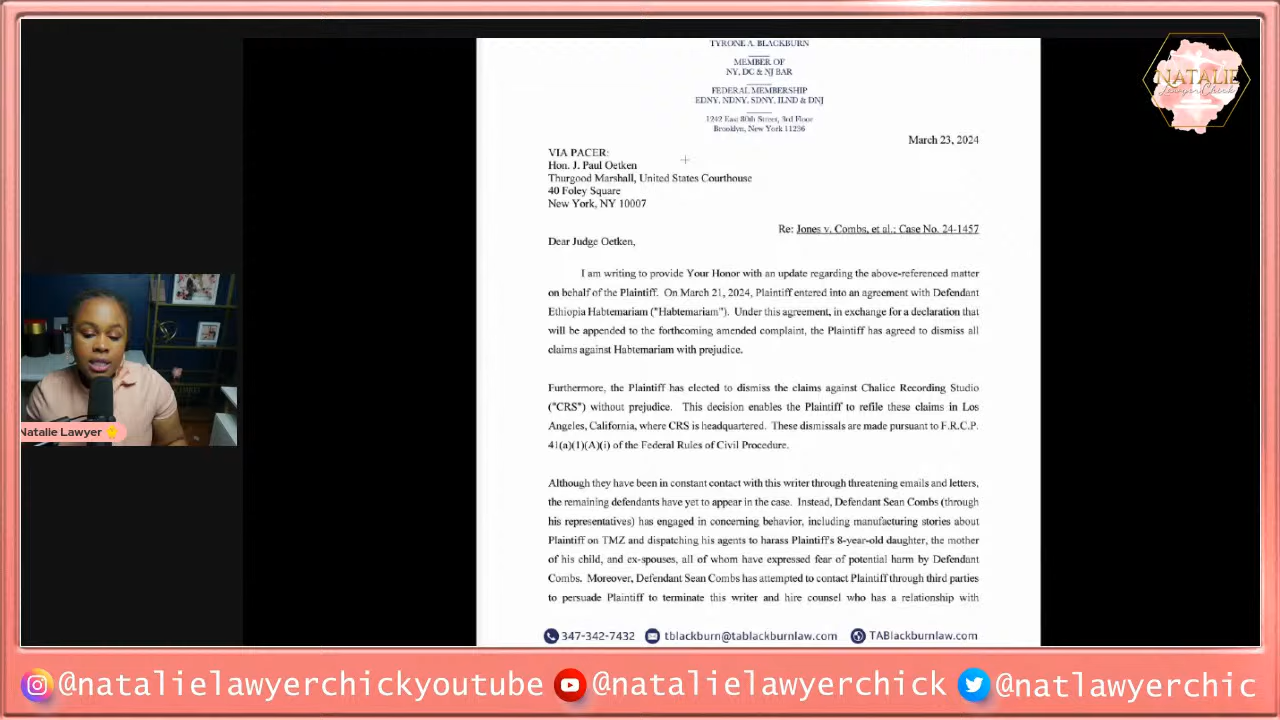 TYRONE A. BLACKBURN
MEMBER OF
NY, DC & NJ BAR
FEDERAL MEMBERSHIP
EDNY, NDNY, SDNY, ILND & DNJ
1242 East 80th Street, 3rd Floor
Brooklyn, New York 11236
March 23, 2024
VIA PACER:
Hon. J. Paul Oetken
Thurgood Marshall, United States Courthouse
40 Foley Square
New York, NY 10007
Re: Jones v. Combs, et al.; Case No. 24-1457
Dear Judge Oetken,
I am writing to provide Your Honor with an update regarding the above-referenced matter
on behalf of the Plaintiff. On March 21, 2024, Plaintiff entered into an agreement with Defendant
Ethiopia Habtemariam ("Habtemariam"). Under this agreement, in exchange for a declaration that
will be appended to the forthcoming amended complaint, the Plaintiff has agreed to dismiss all
claims against Habtemariam with prejudice.
Furthermore, the Plaintiff has elected to dismiss the claims against Chalice Recording Studio
("CRS") without prejudice. This decision enables the Plaintiff to refile these claims in Los
Angeles, California, where CRS is headquartered. These dismissals are made pursuant to F.R.C.P.
41(a)(1)(A)(i) of the Federal Rules of Civil Procedure.
Although they have been in constant contact with this writer through threatening emails and letters,
the remaining defendants have yet to appear in the case. Instead, Defendant Sean Combs (through
his representatives) has engaged in concerning behavior, including manufacturing stories about
Plaintiff on TMZ and dispatching his agents to harass Plaintiff's 8-year-old daughter, the mother
of his child, and ex-spouses, all of whom have expressed fear of potential harm by Defendant
Combs. Moreover, Defendant Sean Combs has attempted to contact Plaintiff through third parties
to persuade Plaintiff to terminate this writer and hire counsel who has a relationship with
347-342-7432 tblackburn@tablackburnlaw.com TABlackburnlaw.com
NATALIE
LawyerChick
Natalie Lawyer
@natalielawyerchickyoutube @natalielawyerchick @natlawyerchic